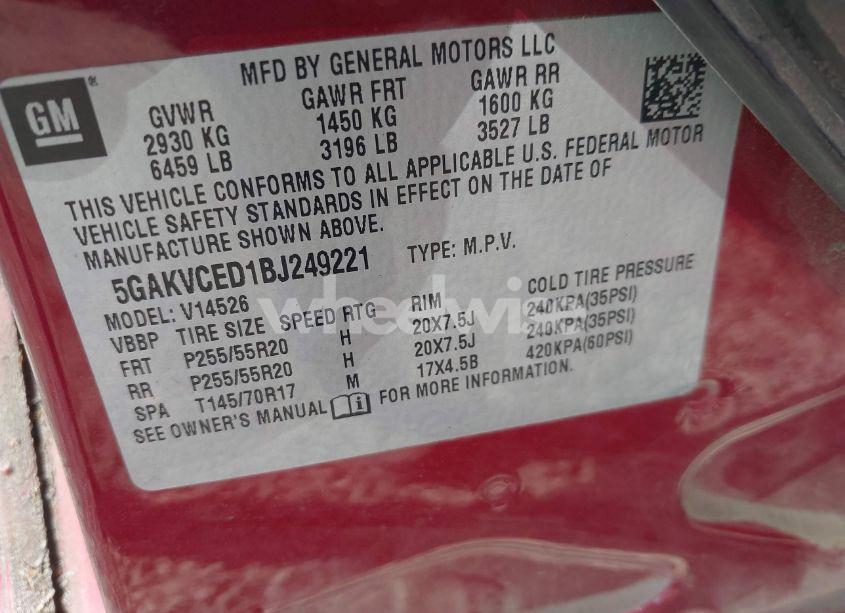 MFD BY GENERAL MOTORS LLC
GM ®
GVWR GAWR FRT GAWR RR
2930 KG 1450 KG 1600 KG
6459 LB 3196 LB 3527 LB
THIS VEHICLE CONFORMS TO ALL APPLICABLE U.S. FEDERAL MOTOR
VEHICLE SAFETY STANDARDS IN EFFECT ON THE DATE OF
MANUFACTURE SHOWN ABOVE.
5GAKVCED1BJ249221 TYPE: M.P.V.
MODEL: V14526
VBBP TIRE SIZE SPEED RTG RIM COLD TIRE PRESSURE
FRT P255/55R20 H 20X7.5J 240KPA(35PSI)
RR P255/55R20 H 20X7.5J 240KPA(35PSI)
SPA T145/70R17 M 17X4.5B 420KPA(60PSI)
SEE OWNER'S MANUAL i FOR MORE INFORMATION.